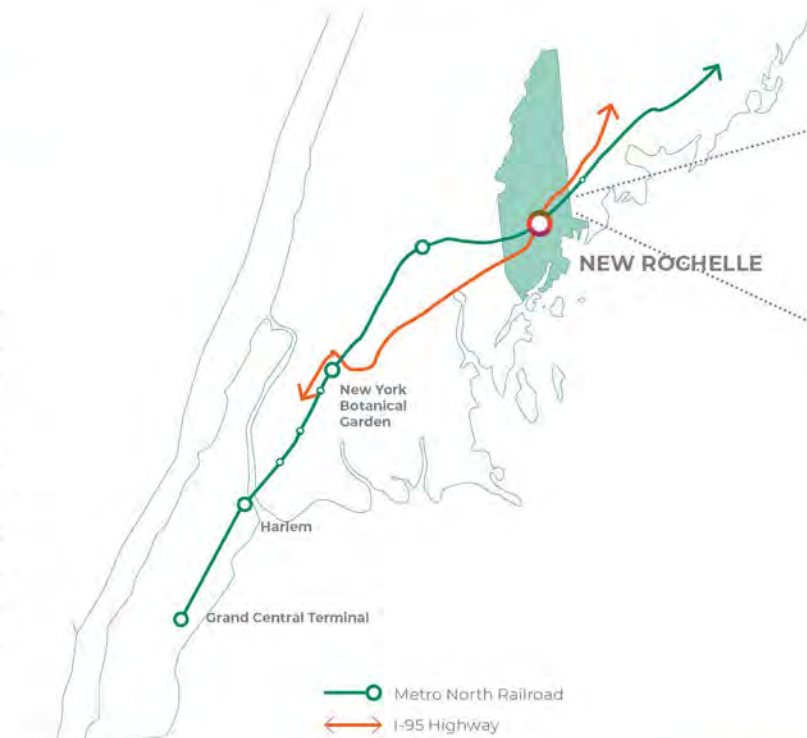 NEW ROCHELLE
New York
Botanical
Garden
Harlem
Grand Central Terminal
Metro North Railroad
I-95 Highway